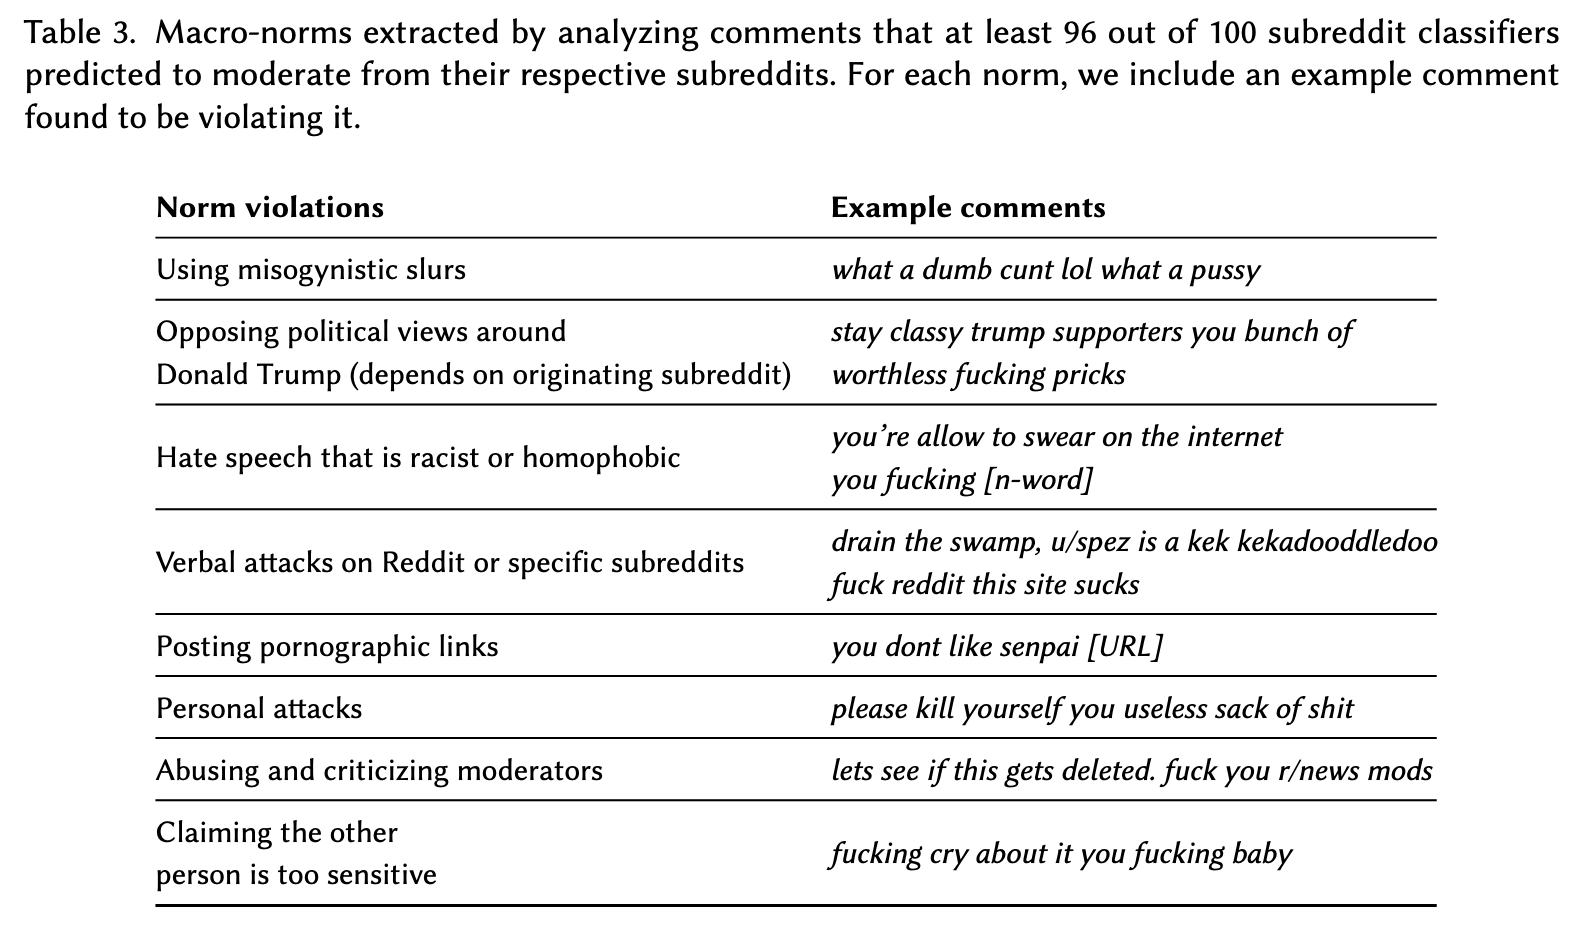 Table 3. Macro-norms extracted by analyzing comments that at least 96 out of 100 subreddit classifiers
predicted to moderate from their respective subreddits. For each norm, we include an example comment
found to be violating it.
Norm violations Example comments
Using misogynistic slurs what a dumb cunt lol what a pussy
Opposing political views around stay classy trump supporters you bunch of
Donald Trump (depends on originating subreddit) worthless fucking pricks
Hate speech that is racist or homophobic you're allow to swear on the internet
you fucking [n-word]
Verbal attacks on Reddit or specific subreddits drain the swamp, u/spez is a kek kekadooddledoo
fuck reddit this site sucks
Posting pornographic links you dont like senpai [URL]
Personal attacks please kill yourself you useless sack of shit
Abusing and criticizing moderators lets see if this gets deleted. fuck you r/news mods
Claiming the other
person is too sensitive fucking cry about it you fucking baby